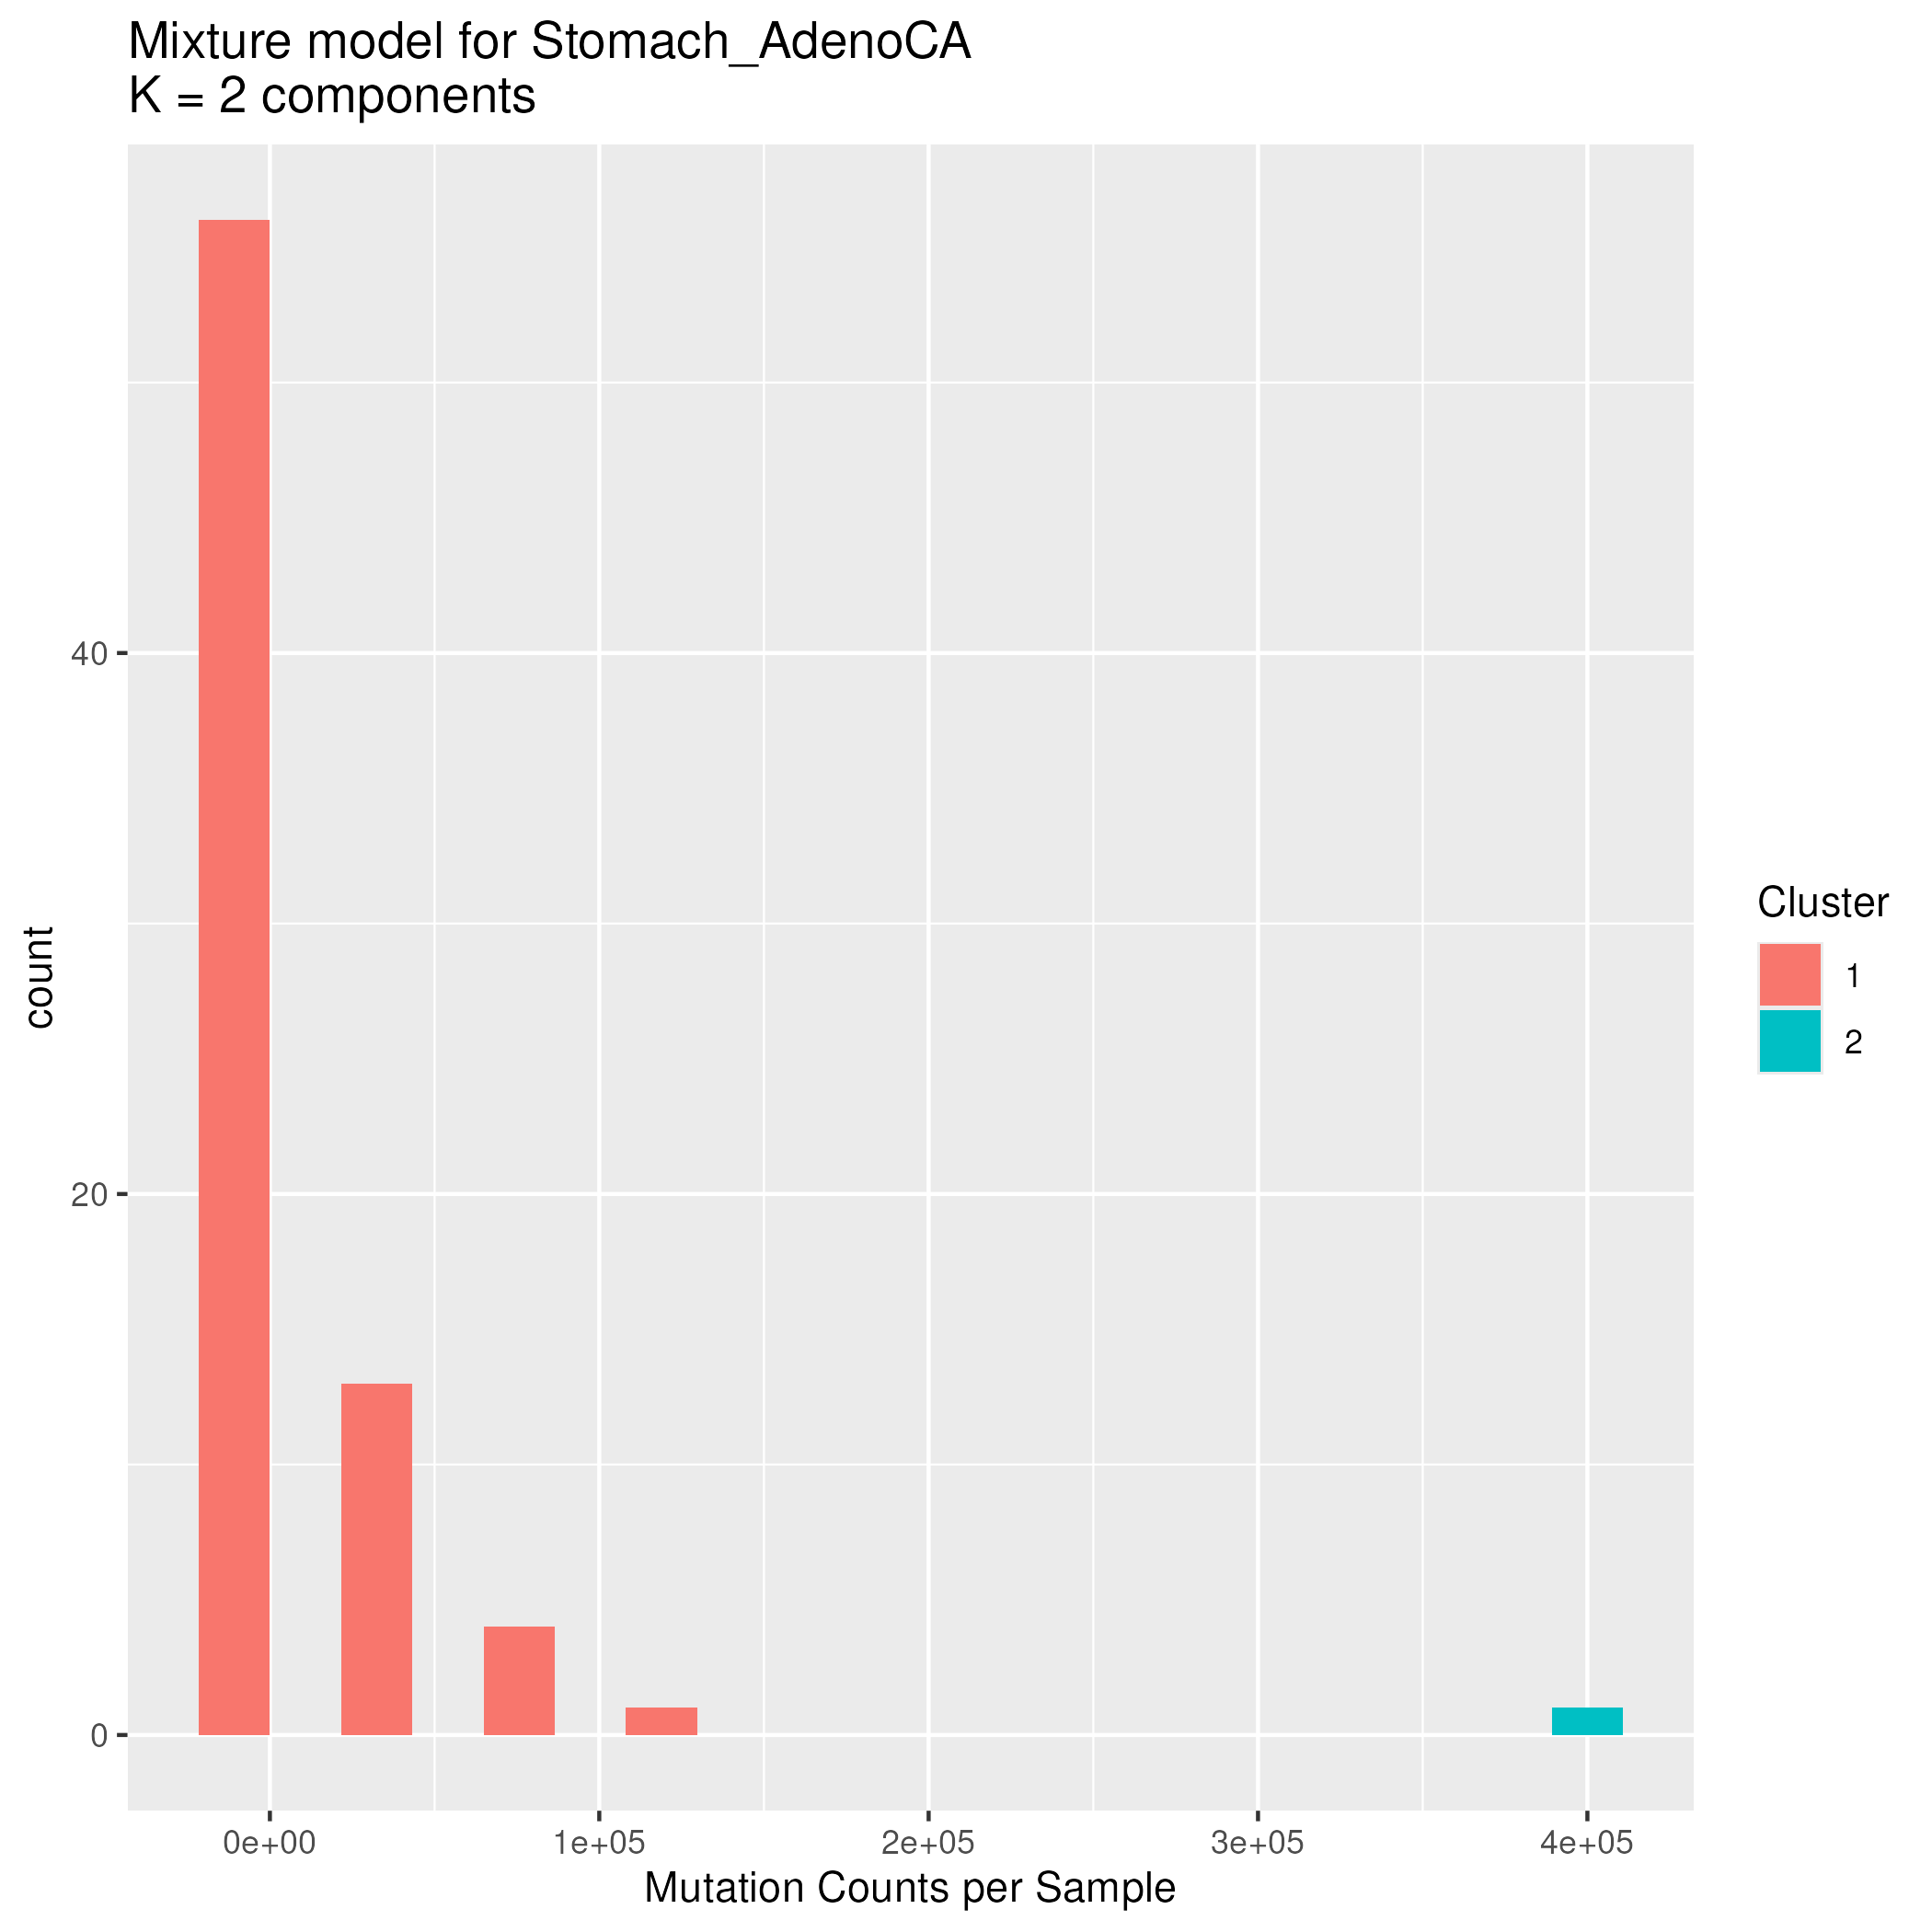 Mixture model for Stomach_AdenoCA
K = 2 components
40
20
0
count
0e+00 1e+05 2e+05 3e+05 4e+05
Mutation Counts per Sample
Cluster
1
2